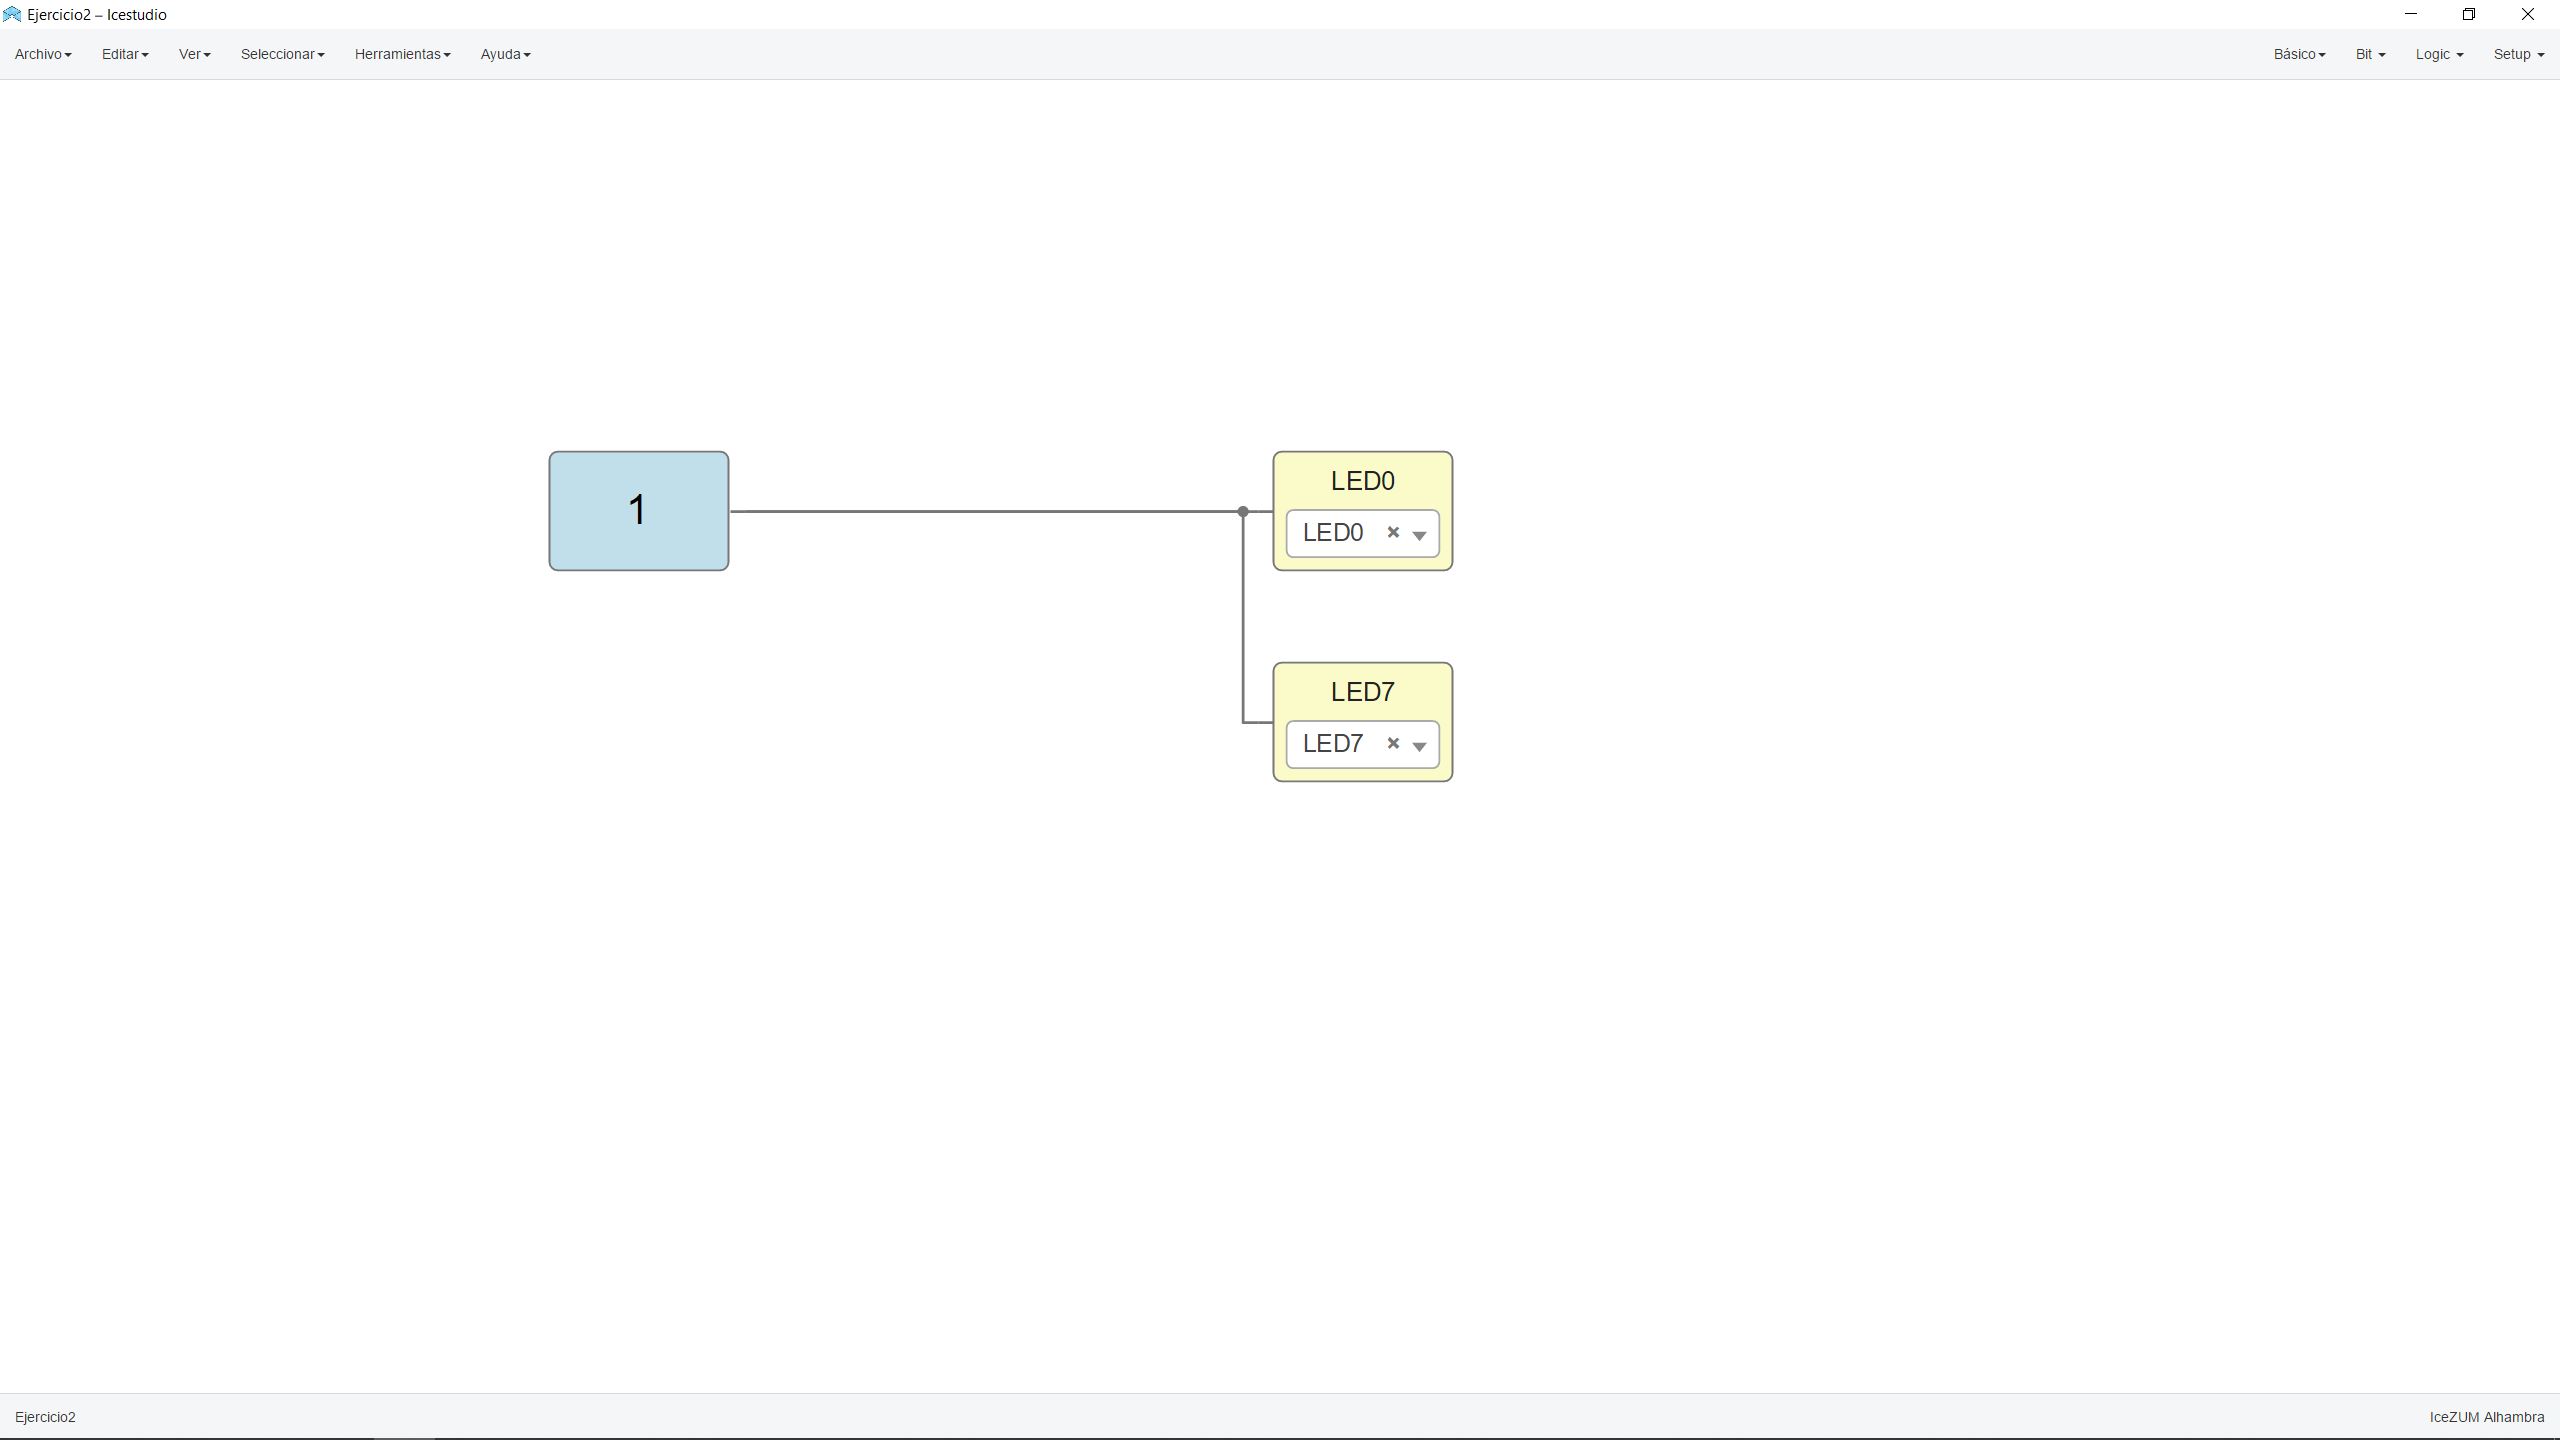 Ejercicio2 – Icestudio
Archivo Editar Ver Seleccionar Herramientas Ayuda Básico Bit Logic Setup
1
LED0
LED0
LED7
LED7
Ejercicio2 IceZUM Alhambra